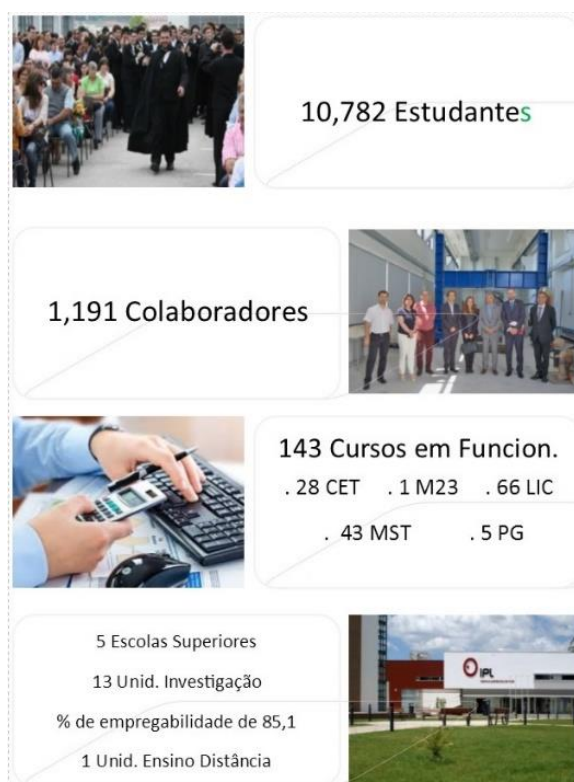 10,782 Estudantes
1,191 Colaboradores
143 Cursos em Funcion.
. 28 CET . 1 M23 . 66 LIC
. 43 MST . 5 PG
5 Escolas Superiores
13 Unid. Investigação
% de empregabilidade de 85,1
1 Unid. Ensino Distância
IPL